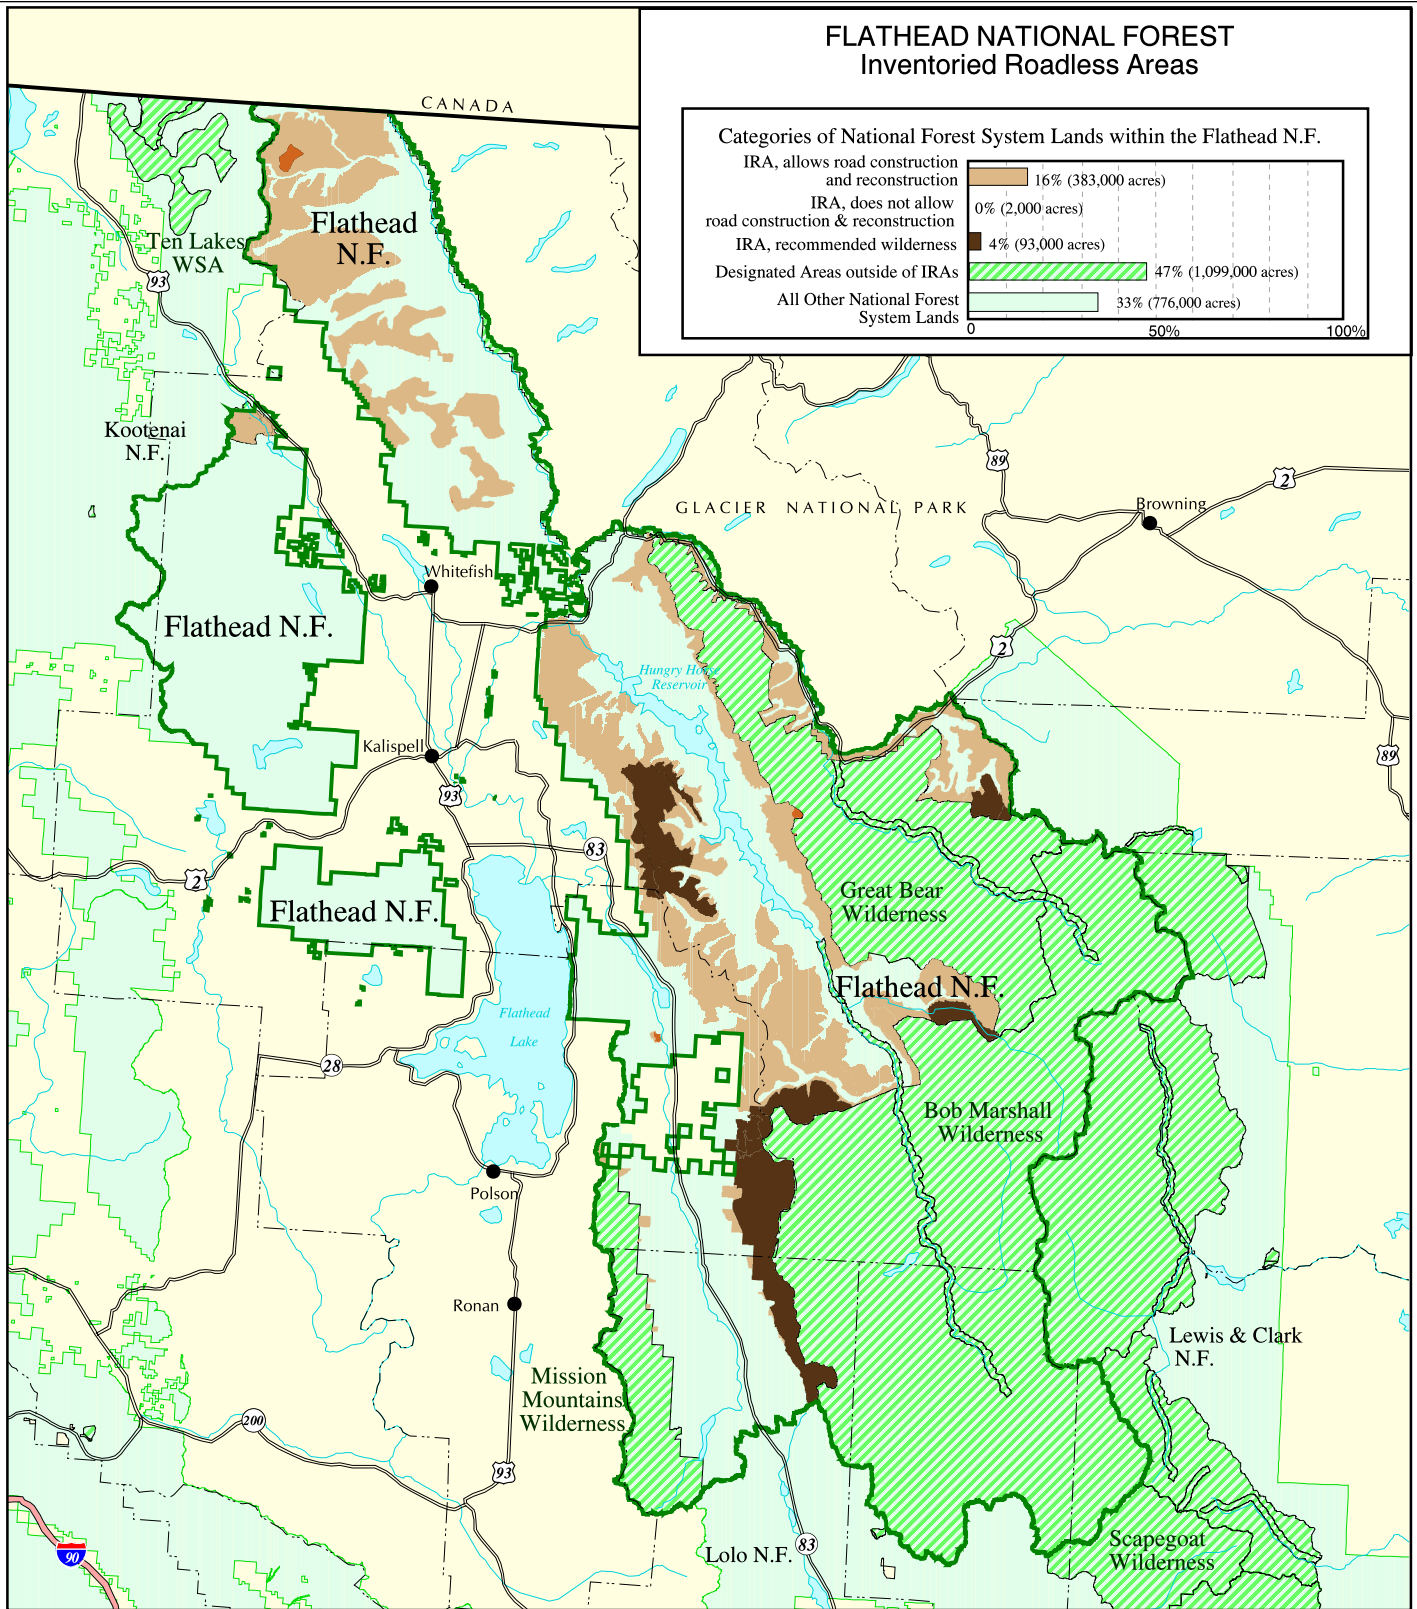 FLATHEAD NATIONAL FOREST
Inventoried Roadless Areas
Categories of National Forest System Lands within the Flathead N.F.
IRA, allows road construction
and reconstruction
16% (383,000 acres)
IRA, does not allow
road construction & reconstruction
0% (2,000 acres)
IRA, recommended wilderness
4% (93,000 acres)
Designated Areas outside of IRAs
47% (1,099,000 acres)
All Other National Forest
System Lands
33% (776,000 acres)
0
50%
100%
CANADA
Flathead
N.F.
Ten Lakes
WSA
93
Kootenai
N.F.
89
2
GLACIER NATIONAL PARK
Browning
Whitefish
Flathead N.F.
2
Hungry Horse
Reservoir
Kalispell
89
93
83
2
Great Bear
Wilderness
Flathead N.F.
Flathead N.F.
Flathead
Lake
28
Bob Marshall
Wilderness
Polson
Ronan
Lewis & Clark
N.F.
Mission
Mountains
Wilderness
200
93
Scapegoat
Wilderness
83
Lolo N.F.
90